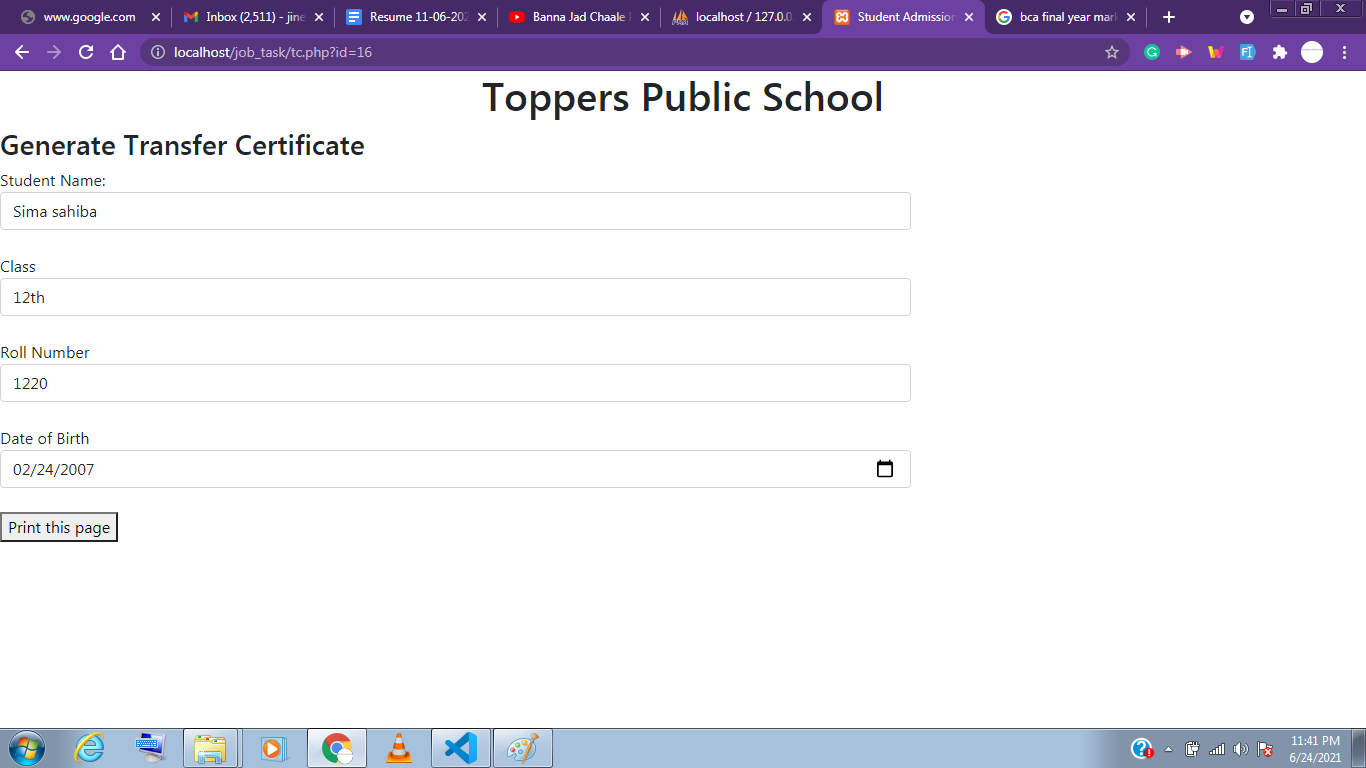 www.google.com
Inbox (2,511) - jine
Resume 11-06-202
Banna Jad Chaale
localhost / 127.0.0
Student Admission
bca final year mark
localhost/job_task/tc.php?id=16
Toppers Public School
Generate Transfer Certificate
Student Name:
Sima sahiba
Class
12th
Roll Number
1220
Date of Birth
02/24/2007
Print this page
11:41 PM
6/24/2021